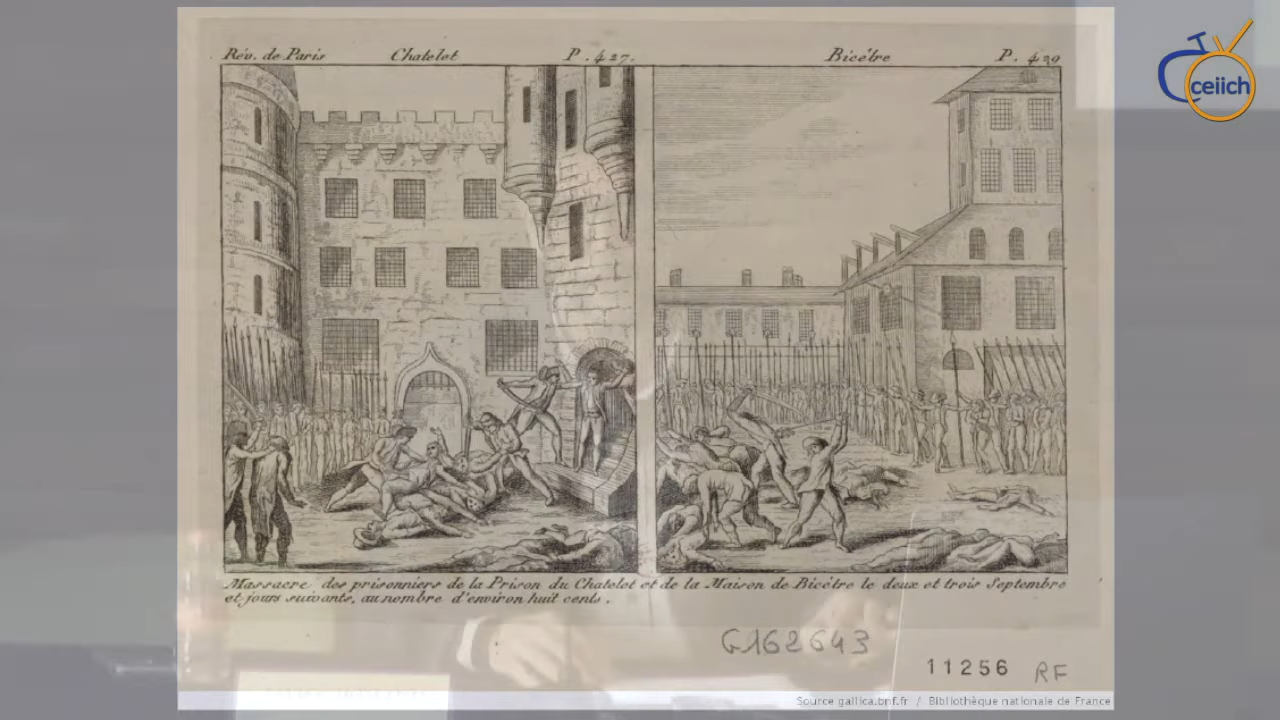 ceiich
Rév. de Paris Chatelet P. 427. Bicêtre P. 429
Massacre des prisonniers de la Prison du Chatelet et de la Maison de Bicêtre le deux et trois Septembre
et jours suivants, au nombre d'environ huit cents.
G162643
11256 RF
Source gallica.bnf.fr / Bibliothèque nationale de France